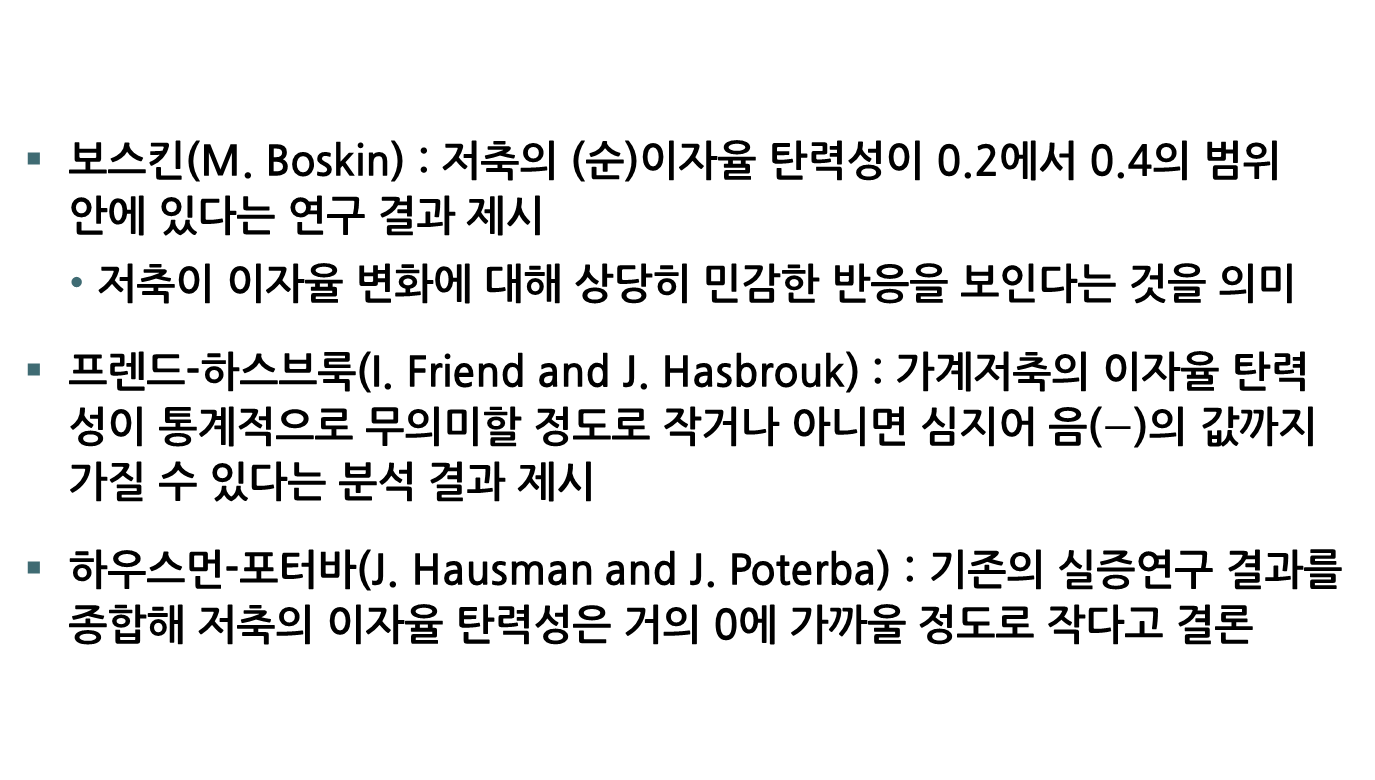 ▪ 보스킨(M. Boskin) : 저축의 (순)이자율 탄력성이 0.2에서 0.4의 범위
안에 있다는 연구 결과 제시
• 저축이 이자율 변화에 대해 상당히 민감한 반응을 보인다는 것을 의미
▪ 프렌드-하스브룩(I. Friend and J. Hasbrouk) : 가계저축의 이자율 탄력
성이 통계적으로 무의미할 정도로 작거나 아니면 심지어 음(−)의 값까지
가질 수 있다는 분석 결과 제시
▪ 하우스먼-포터바(J. Hausman and J. Poterba) : 기존의 실증연구 결과를
종합해 저축의 이자율 탄력성은 거의 0에 가까울 정도로 작다고 결론